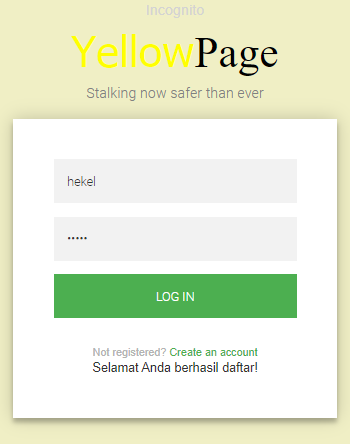 Incognito
YellowPage
Stalking now safer than ever
hekel
•••••
LOG IN
Not registered? Create an account
Selamat Anda berhasil daftar!